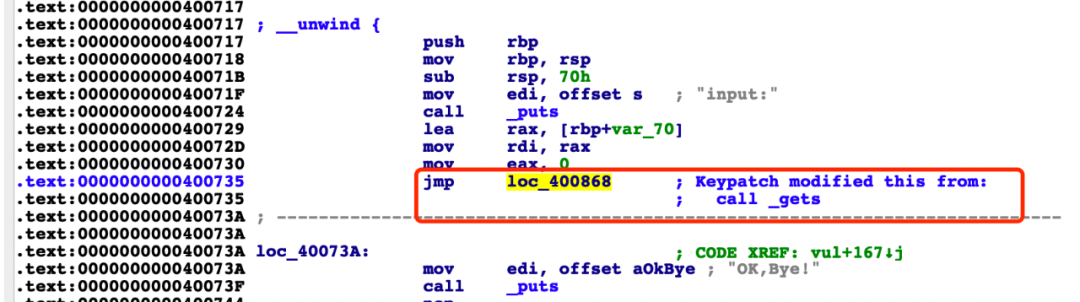 .text:0000000000400717
.text:0000000000400717 ; __unwind {
.text:0000000000400717 push rbp
.text:0000000000400718 mov rbp, rsp
.text:000000000040071B sub rsp, 70h
.text:000000000040071F mov edi, offset s ; "input:"
.text:0000000000400724 call _puts
.text:0000000000400729 lea rax, [rbp+var_70]
.text:000000000040072D mov rdi, rax
.text:0000000000400730 mov eax, 0
.text:0000000000400735 jmp loc_400868 ; Keypatch modified this from:
.text:0000000000400735 ; call _gets
.text:000000000040073A ; ---------------------------------------------------------------------------
.text:000000000040073A
.text:000000000040073A loc_40073A: ; CODE XREF: vul+167↓j
.text:000000000040073A mov edi, offset aOkBye ; "OK,Bye!"
.text:000000000040073F call _puts